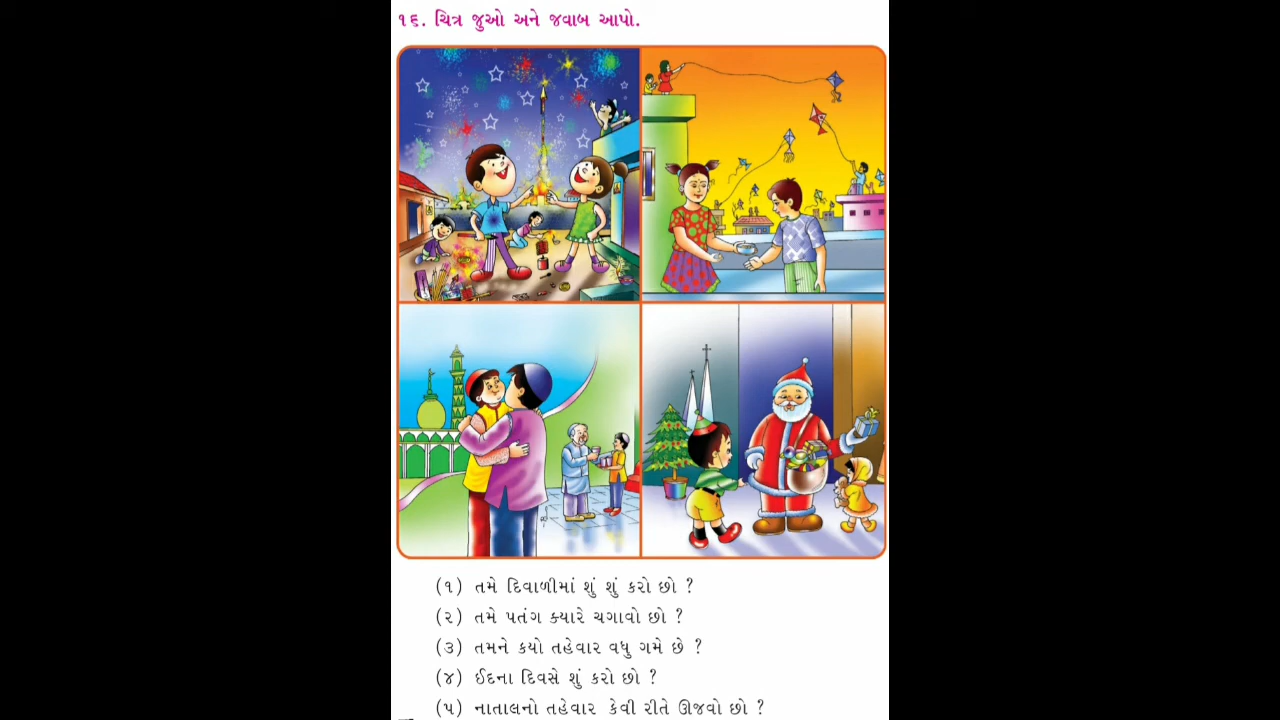 ૧૬. ચિત્ર જુઓ અને જવાબ આપો.
(૧) તમે દિવાળીમાં શું શું કરો છો ?
(૨) તમે પતંગ ક્યારે ચગાવો છો ?
(૩) તમને કયો તહેવાર વધુ ગમે છે ?
(૪) ઈદના દિવસે શું કરો છો ?
(૫) નાતાલનો તહેવાર કેવી રીતે ઊજવો છો ?